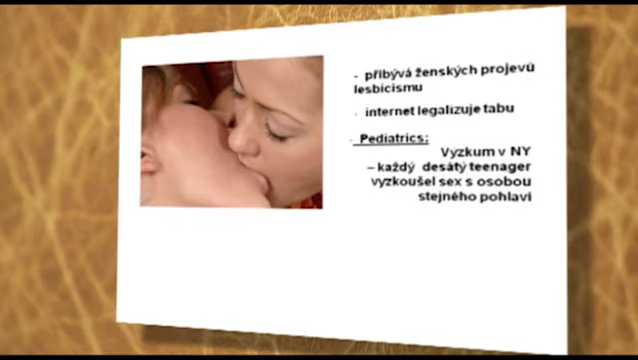 - přibývá ženských projevů
lesbicismu
- internet legalizuje tabu
- Pediatrics:
Výzkum v NY
– každý desátý teenager
vyzkoušel sex s osobou
stejného pohlaví